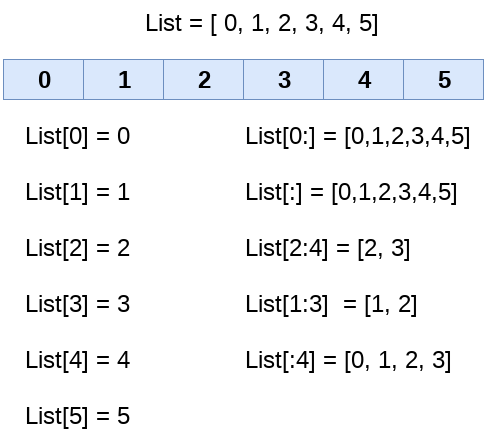 List = [ 0, 1, 2, 3, 4, 5]
0 1 2 3 4 5
List[0] = 0 List[0:] = [0,1,2,3,4,5]
List[1] = 1 List[:] = [0,1,2,3,4,5]
List[2] = 2 List[2:4] = [2, 3]
List[3] = 3 List[1:3]  = [1, 2]
List[4] = 4 List[:4] = [0, 1, 2, 3]
List[5] = 5